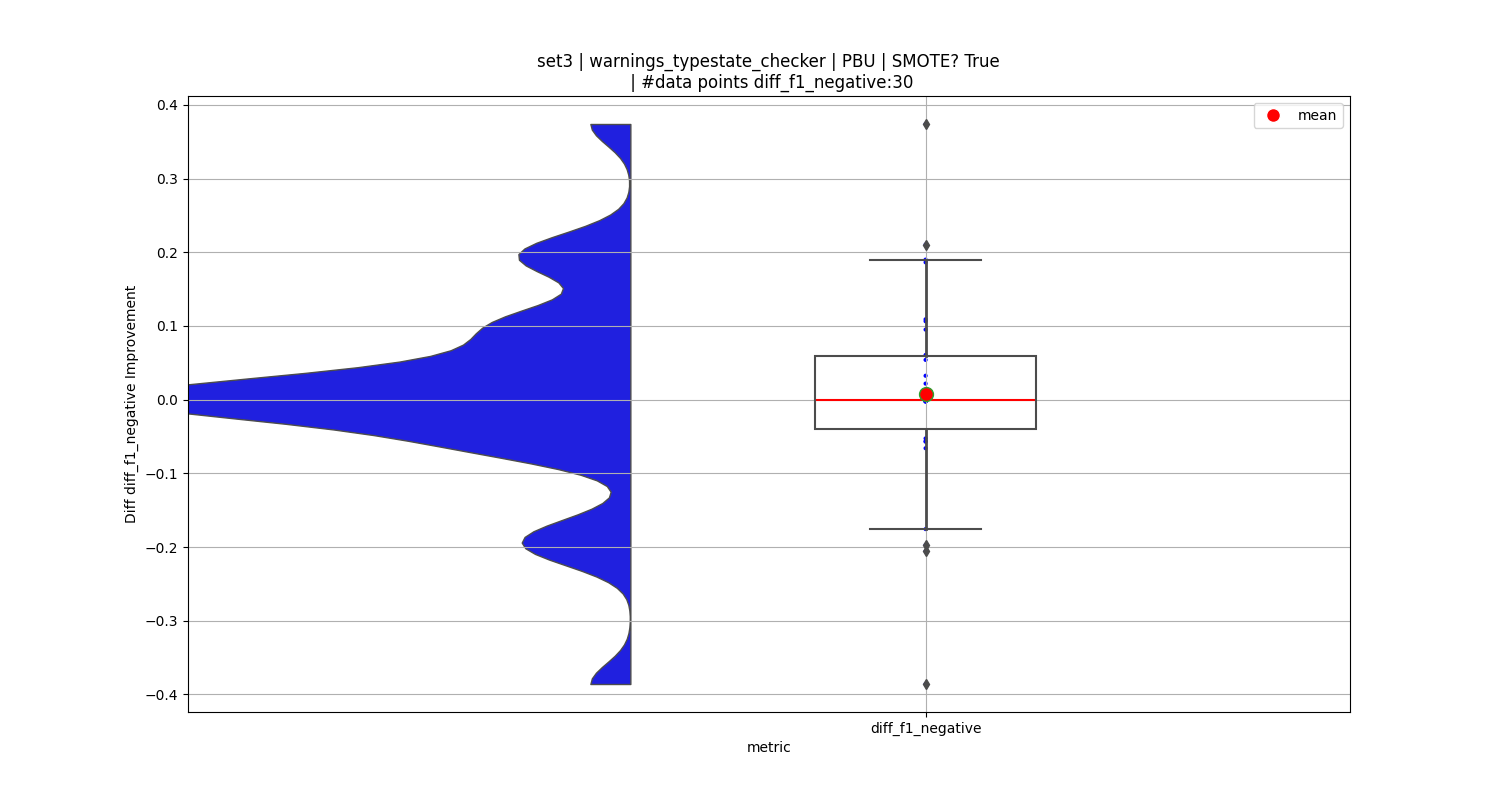 set3 | warnings_typestate_checker | PBU | SMOTE? True
| #data points diff_f1_negative:30
mean
0.4
0.3
0.2
0.1
0.0
−0.1
−0.2
−0.3
−0.4
Diff diff_f1_negative Improvement
diff_f1_negative
metric